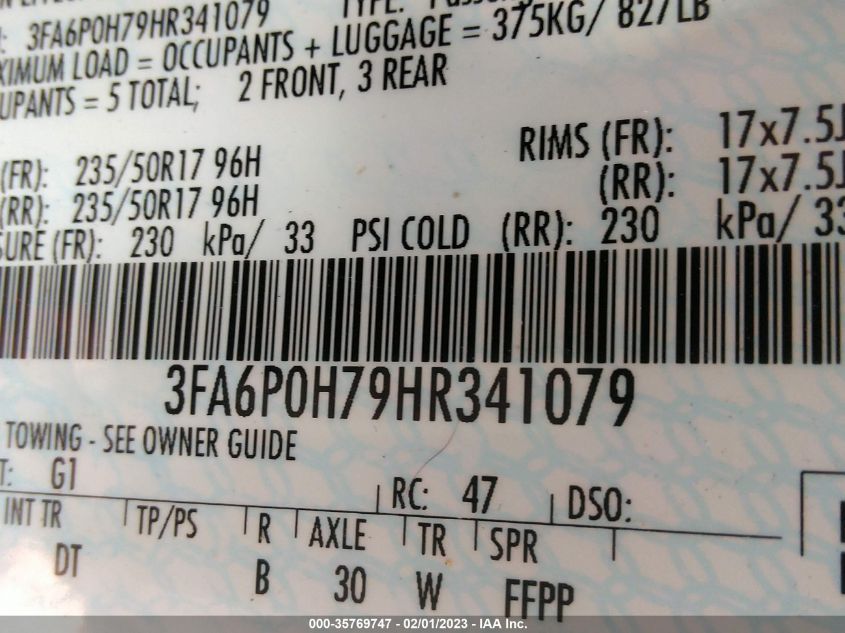 TYPE:
: 3FA6P0H79HR341079
XIMUM LOAD = OCCUPANTS + LUGGAGE = 375KG/ 827LB
UPANTS = 5 TOTAL; 2 FRONT, 3 REAR
(FR): 235/50R17 96H RIMS (FR): 17x7.5J
(RR): 235/50R17 96H (RR): 17x7.5J
SURE (FR): 230 kPa/ 33 PSI COLD (RR): 230 kPa/ 33
3FA6P0H79HR341079
TOWING - SEE OWNER GUIDE
T: G1
RC: 47 DSO:
INT TR TP/PS R AXLE TR SPR
DT B 30 W FFPP
000-35769747 - 02/01/2023 - IAA Inc.